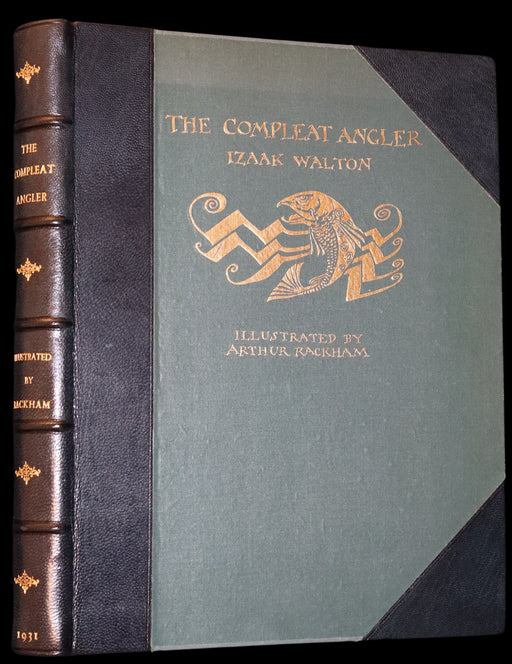 THE
COMPLEAT
ANGLER
ILLUSTRATED
BY
RACKHAM
1931
THE COMPLEAT ANGLER
IZAAK WALTON
ILLUSTRATED BY
ARTHUR RACKHAM